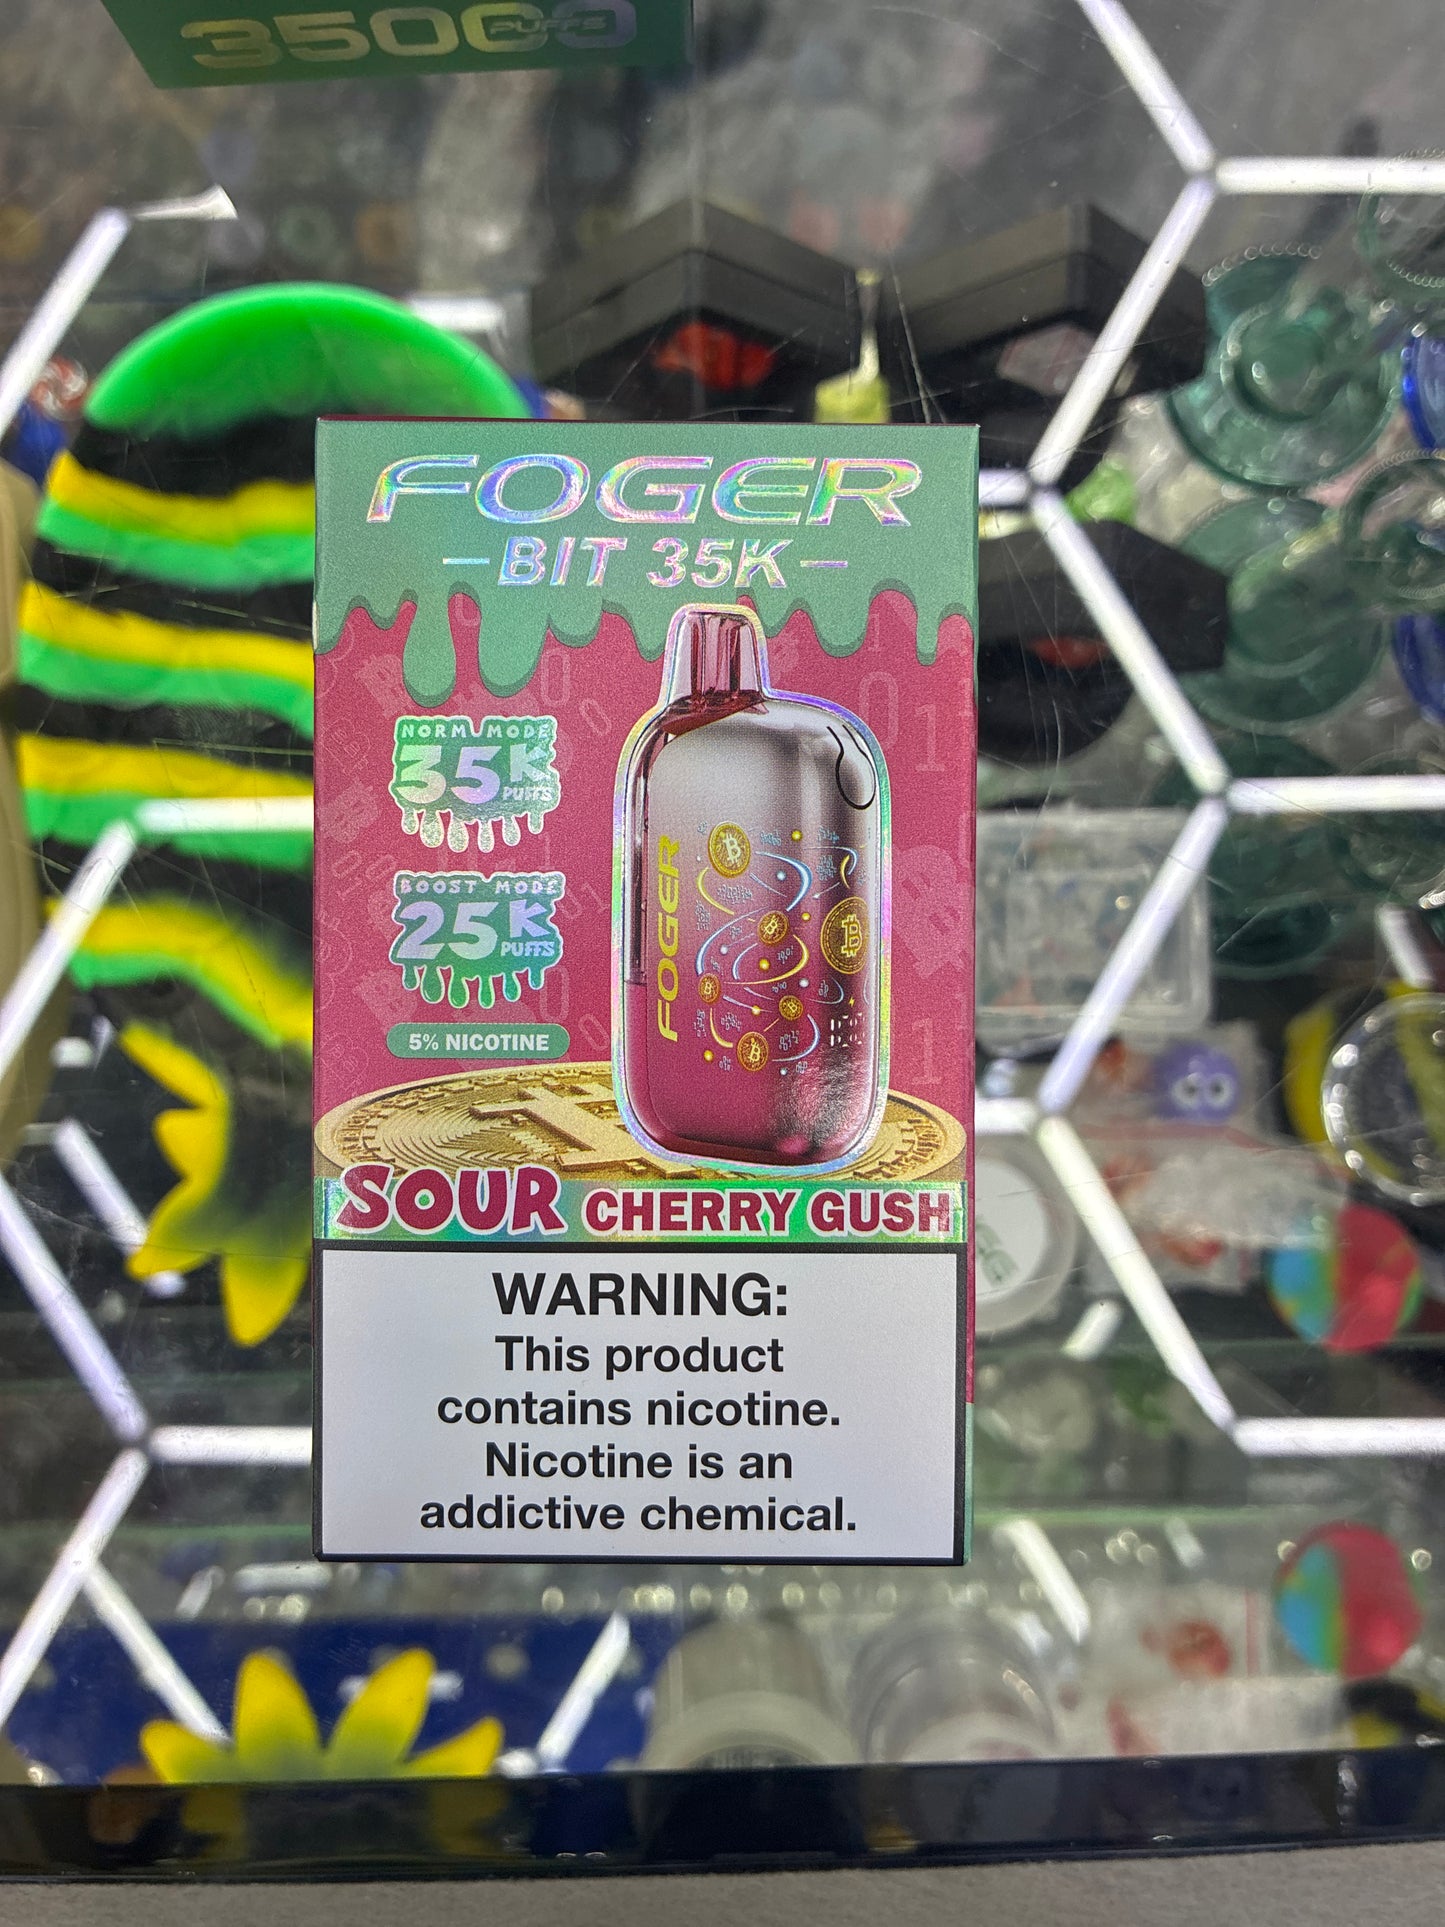 35000
PUFFS
FOGER
-BIT 35K-
NORM MODE
35K
PUFFS
BOOST MODE
25K
PUFFS
5% NICOTINE
FOGER
SOUR CHERRY GUSH
WARNING:
This product
contains nicotine.
Nicotine is an
addictive chemical.